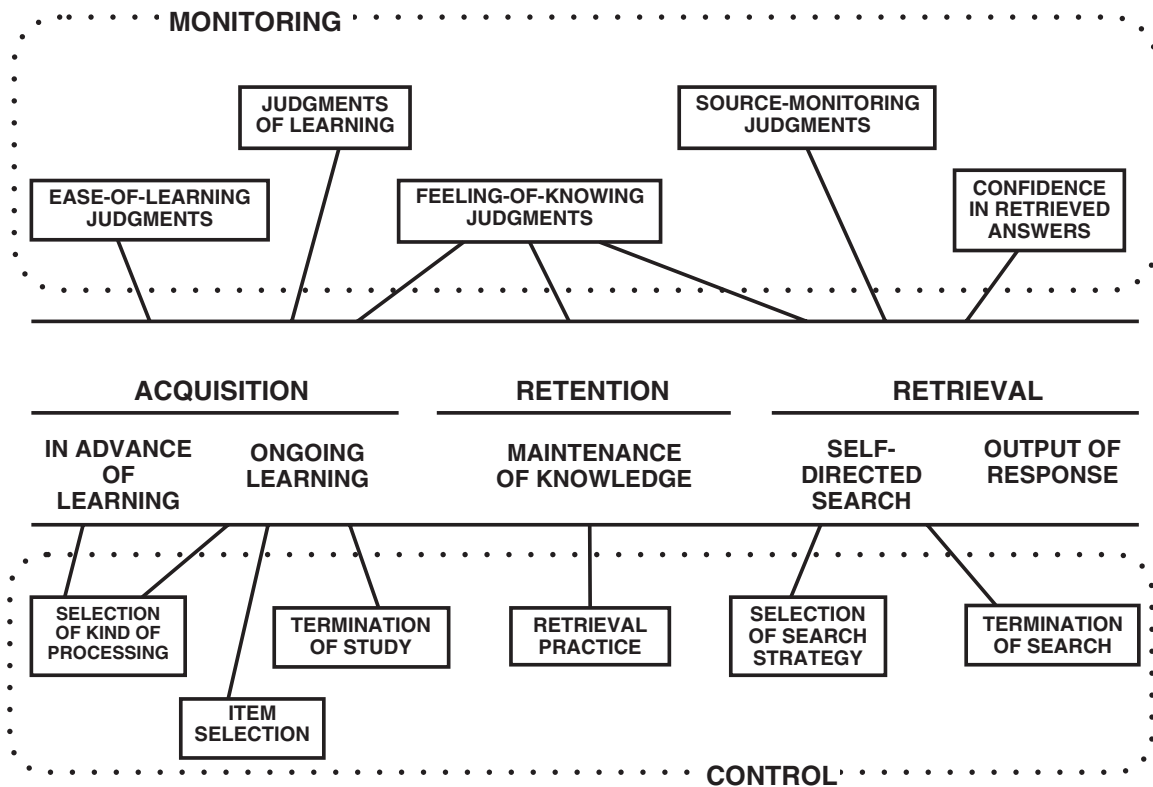 MONITORING
JUDGMENTS
OF LEARNING
SOURCE-MONITORING
JUDGMENTS
EASE-OF-LEARNING
JUDGMENTS
FEELING-OF-KNOWING
JUDGMENTS
CONFIDENCE
IN RETRIEVED
ANSWERS
ACQUISITION
RETENTION
RETRIEVAL
IN ADVANCE
OF
LEARNING
ONGOING
LEARNING
MAINTENANCE
OF KNOWLEDGE
SELF-
DIRECTED
SEARCH
OUTPUT OF
RESPONSE
SELECTION
OF KIND OF
PROCESSING
TERMINATION
OF STUDY
RETRIEVAL
PRACTICE
SELECTION
OF SEARCH
STRATEGY
TERMINATION
OF SEARCH
ITEM
SELECTION
CONTROL